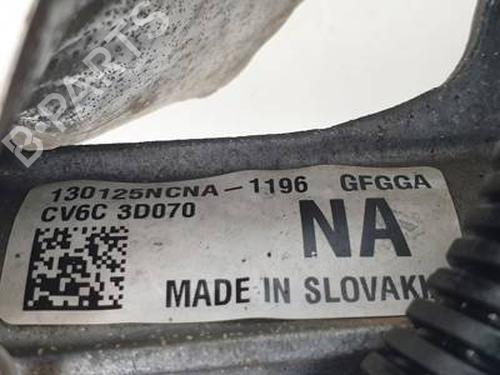 B-PARTS
130125NCNA-1196 GFGGA
CV6C 3D070
NA
MADE IN SLOVAKI